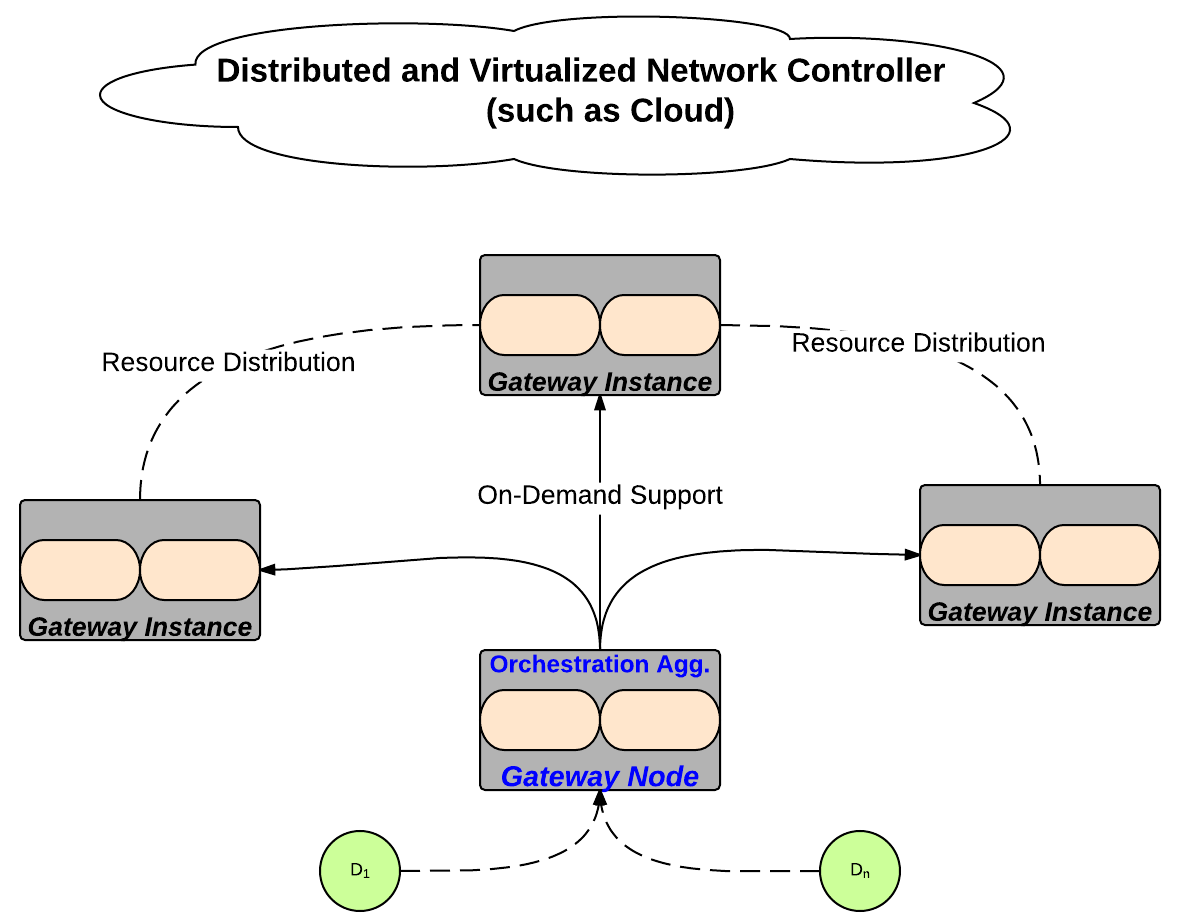 Distributed and Virtualized Network Controller
(such as Cloud)
Gateway Instance
Resource Distribution
Resource Distribution
On-Demand Support
Gateway Instance
Gateway Instance
Orchestration Agg.
Gateway Node
D1
Dn